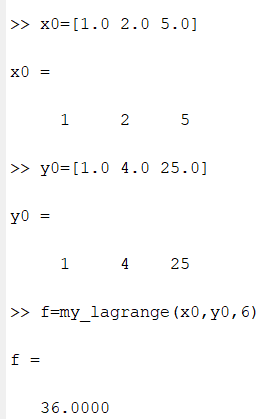 >> x0=[1.0 2.0 5.0]
x0 =
1 2 5
>> y0=[1.0 4.0 25.0]
y0 =
1 4 25
>> f=my_lagrange(x0,y0,6)
f =
36.0000